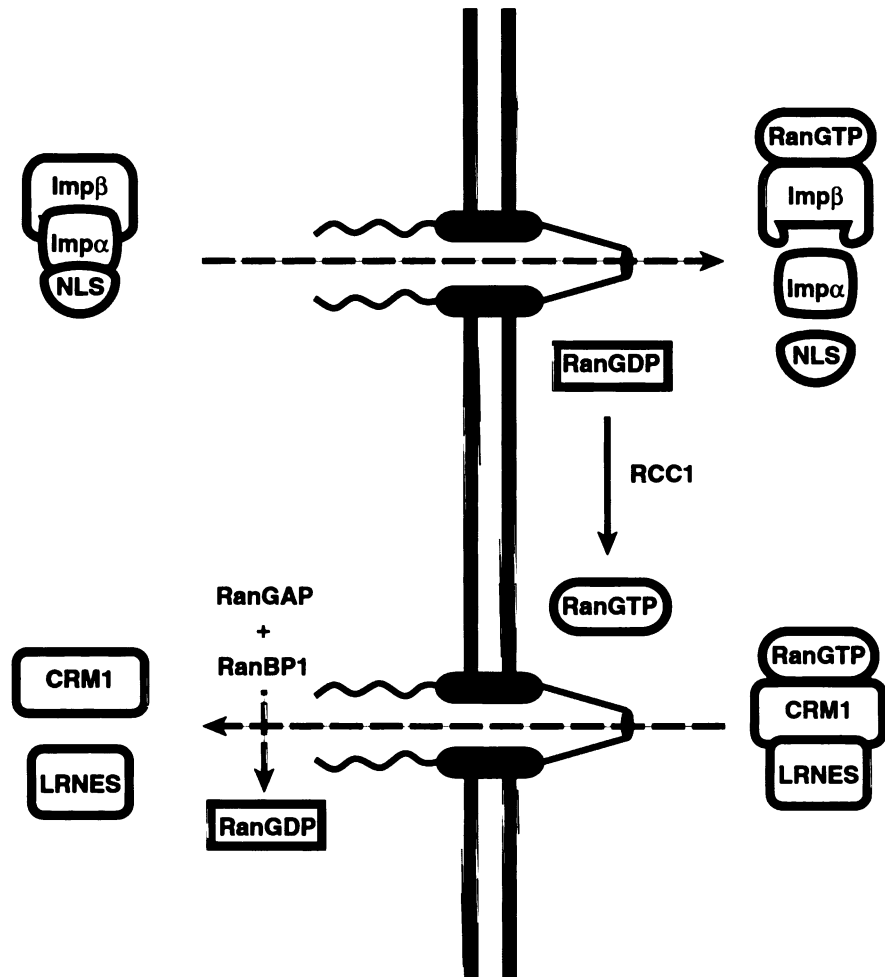 RanGTP
Impβ
Impβ
Impα
NLS
Impα
NLS
RanGDP
RCC1
RanGAP
+
RanBP1
RanGTP
CRM1
LRNES
RanGDP
RanGTP
CRM1
LRNES